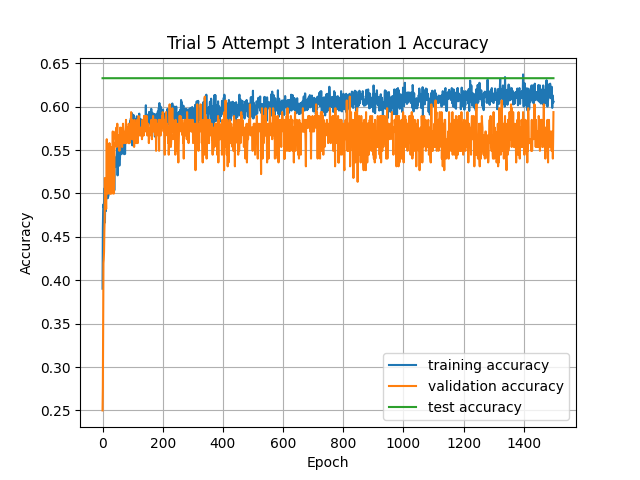 Trial 5 Attempt 3 Interation 1 Accuracy
0.65
0.60
0.55
0.50
0.45
0.40
0.35
0.30
0.25
Accuracy
training accuracy
validation accuracy
test accuracy
0 200 400 600 800 1000 1200 1400
Epoch